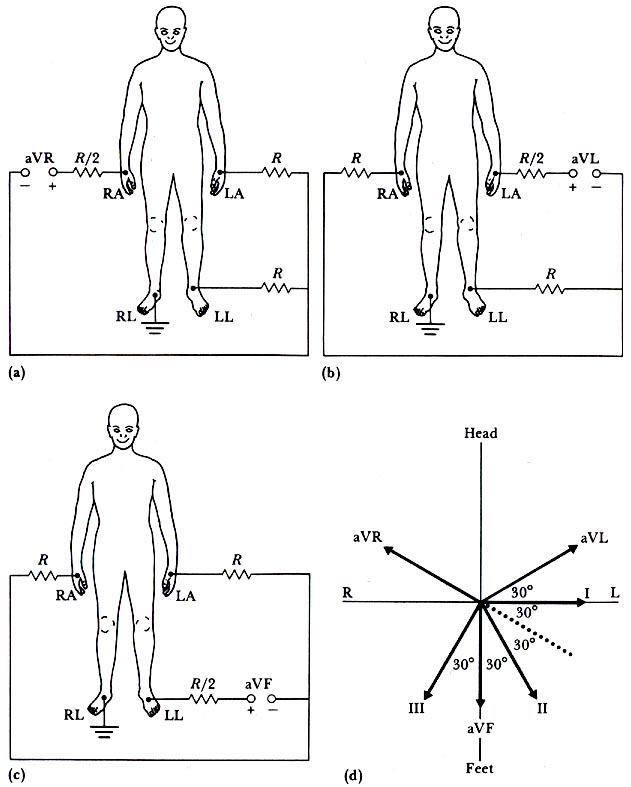 aVR R/2 R
− +
RA LA
R
RL LL
(a)
R R/2 aVL
+ −
RA LA
R
RL LL
(b)
R R
RA LA
R/2 aVF
+ −
RL LL
(c)
Head
aVR aVL
30°
R I L
30°
30°
30° 30°
III II
aVF
Feet
(d)